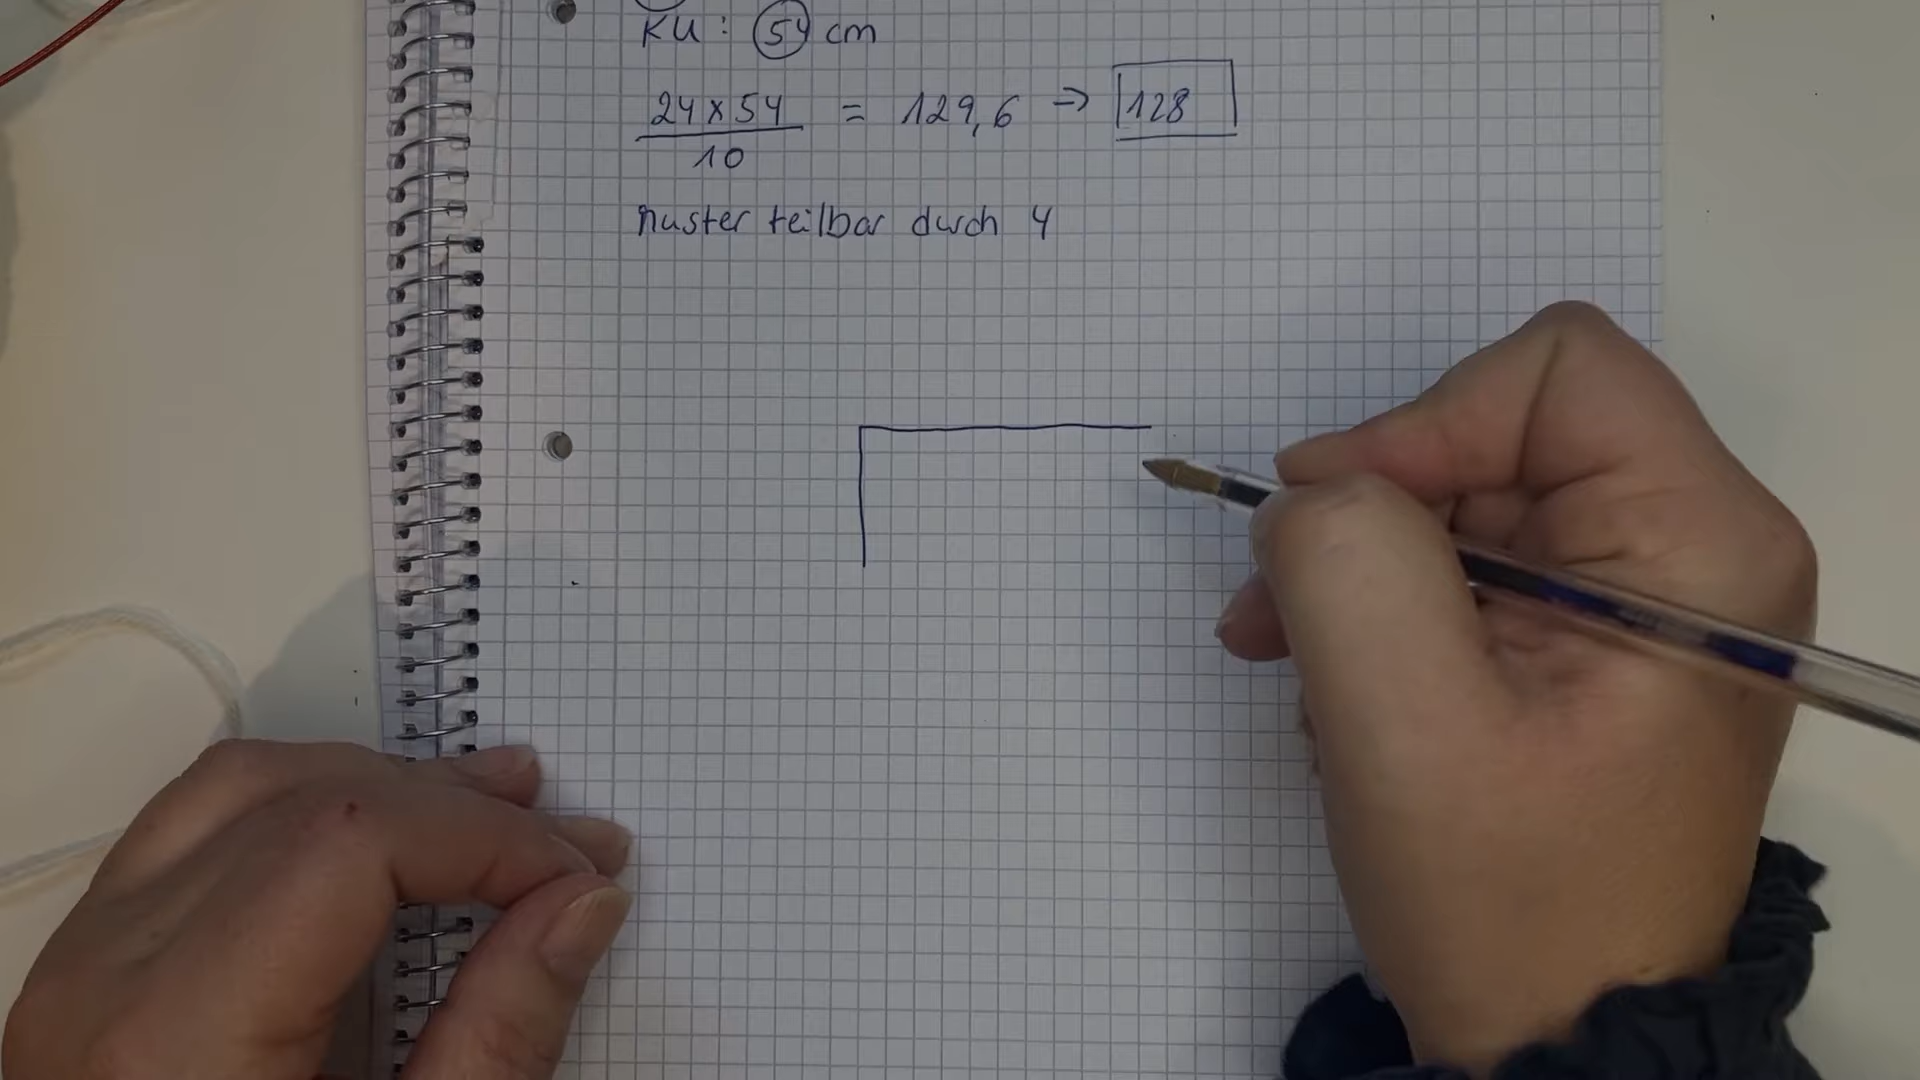 KU: 54 cm
24 x 54 = 129,6 → 128
10
Muster teilbar durch 4